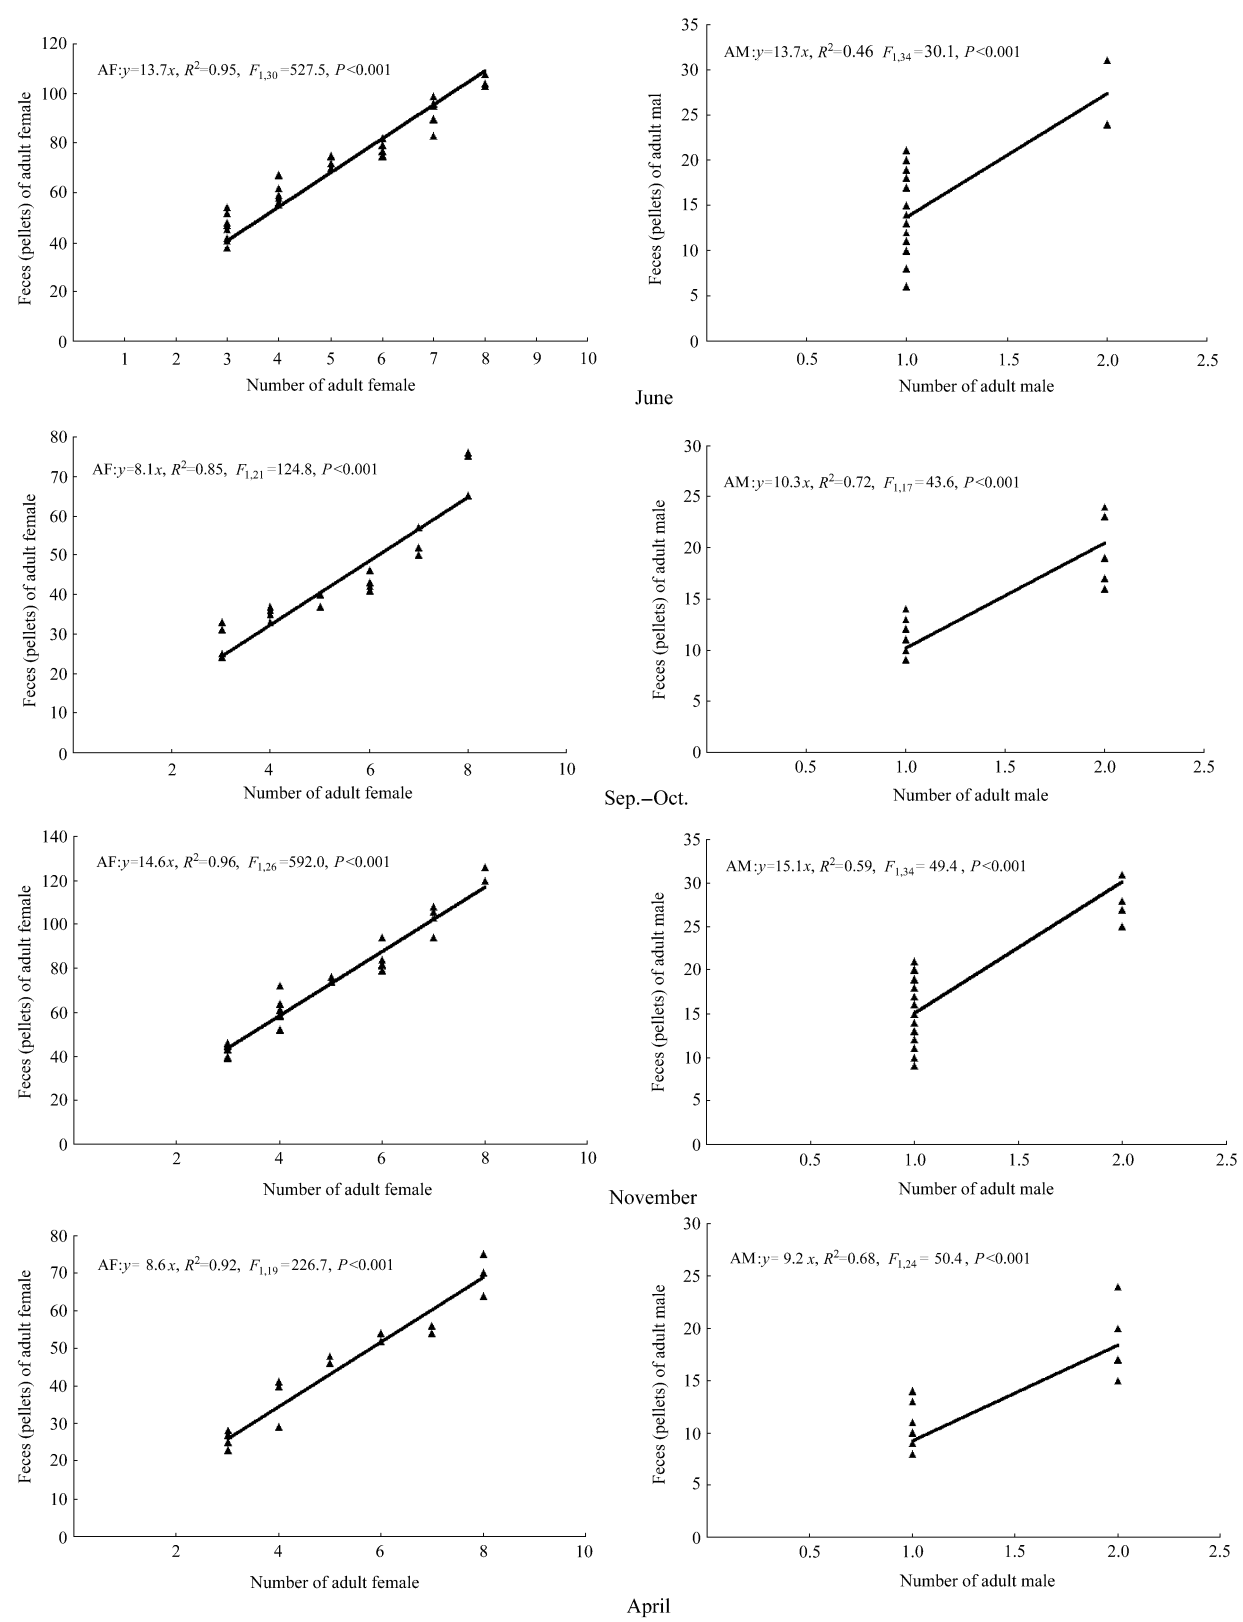 AF:y=13.7x, R²=0.95, F1,30=527.5, P<0.001
Feces (pellets) of adult female
120
100
80
60
40
20
0
1 2 3 4 5 6 7 8 9 10
Number of adult female
AM:y=13.7x, R²=0.46 F1,34=30.1, P<0.001
Feces (pellets) of adult mal
35
30
25
20
15
10
5
0
0.5 1.0 1.5 2.0 2.5
Number of adult male
June
AF:y=8.1x, R²=0.85, F1,21=124.8, P<0.001
Feces (pellets) of adult female
80
70
60
50
40
30
20
10
0
2 4 6 8 10
Number of adult female
AM:y=10.3x, R²=0.72, F1,17=43.6, P<0.001
Feces (pellets) of adult male
30
25
20
15
10
5
0
0.5 1.0 1.5 2.0 2.5
Number of adult male
Sep.–Oct.
AF:y=14.6x, R²=0.96, F1,26=592.0, P<0.001
Feces (pellets) of adult female
140
120
100
80
60
40
20
0
2 4 6 8 10
Number of adult female
AM:y=15.1x, R²=0.59, F1,34= 49.4 , P<0.001
Feces (pellets) of adult male
35
30
25
20
15
10
5
0
0.5 1.0 1.5 2.0 2.5
Number of adult male
November
AF:y= 8.6x, R²=0.92, F1,19=226.7, P<0.001
Feces (pellets) of adult female
80
70
60
50
40
30
20
10
0
2 4 6 8 10
Number of adult female
AM:y= 9.2 x, R²=0.68, F1,24= 50.4 , P<0.001
Feces (pellets) of adult male
30
25
20
15
10
5
0
0.5 1.0 1.5 2.0 2.5
Number of adult male
April